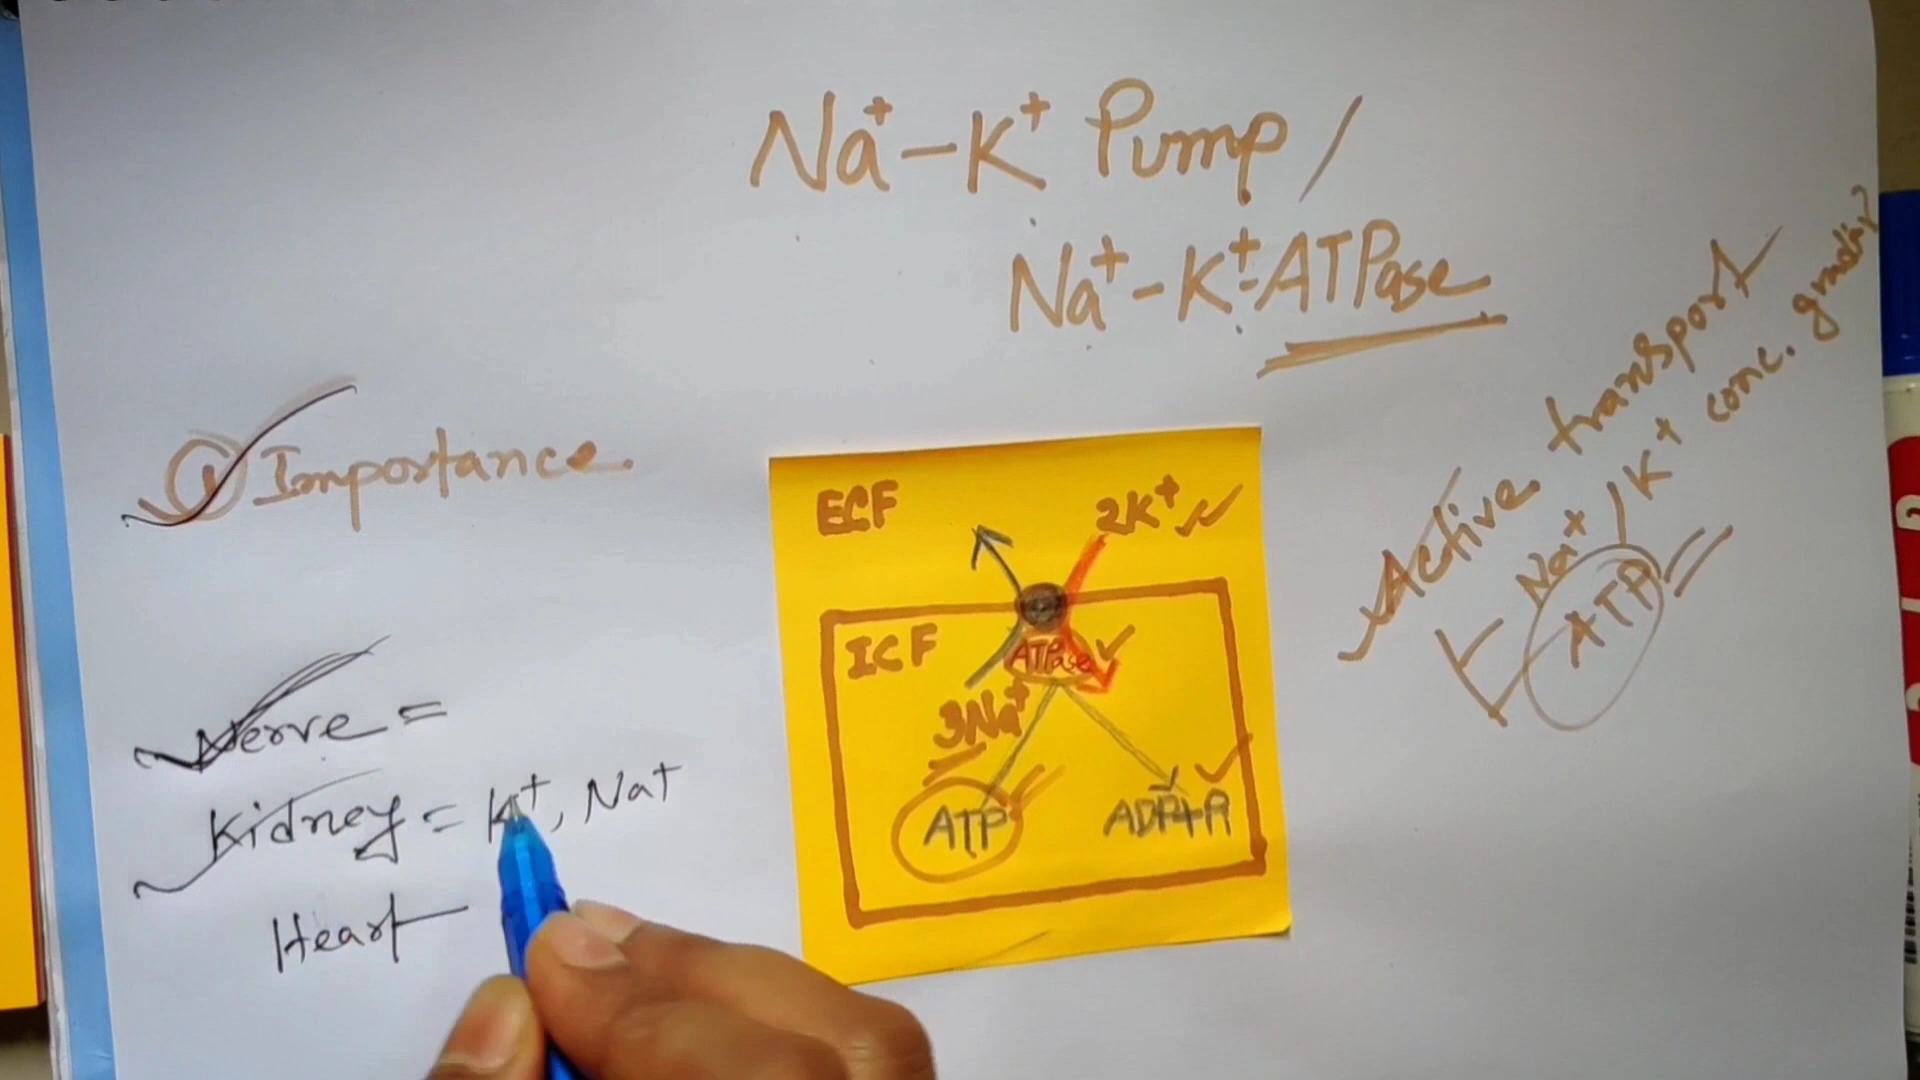 Na⁺-K⁺ Pump/
Na⁺-K⁺-ATPase
① Importance.
Nerve =
Kidney = K⁺, Na⁺
Heart
ECF
2K⁺
ICF
ATPase
3Na⁺
ATP
ADP+Pi
Active transport
Na⁺/K⁺ conc.
ATP